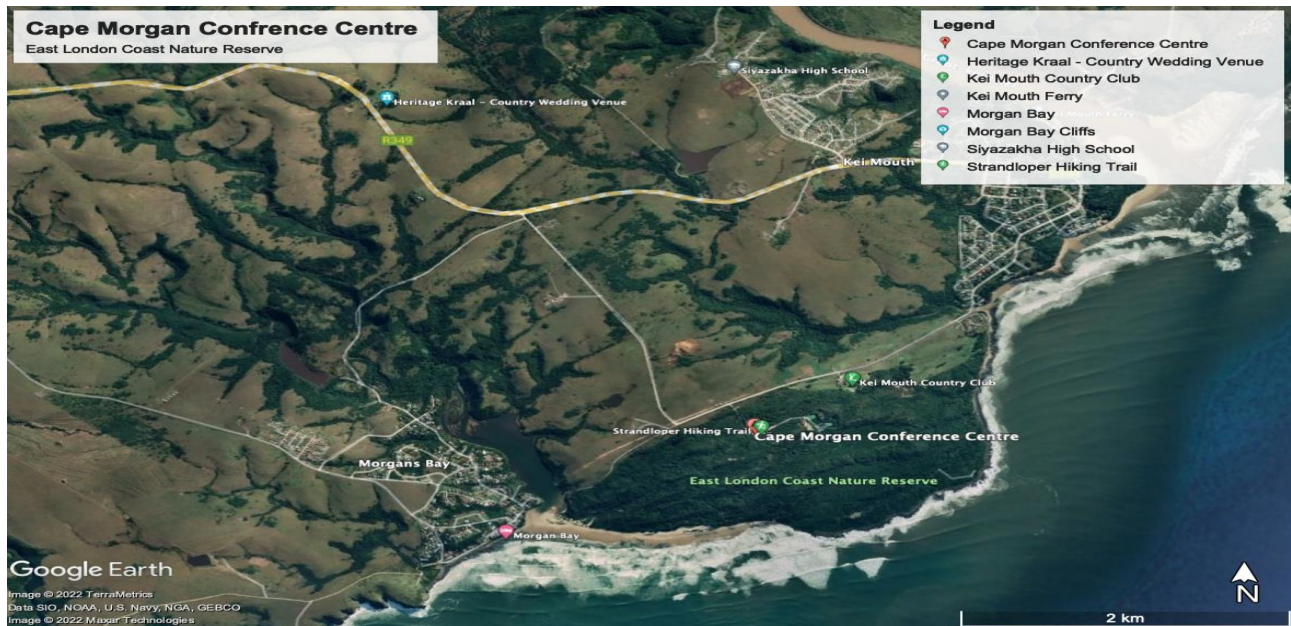 Cape Morgan Confrence Centre
East London Coast Nature Reserve
Legend
Cape Morgan Conference Centre
Heritage Kraal - Country Wedding Venue
Kei Mouth Country Club
Kei Mouth Ferry
Morgan Bay
Morgan Bay Cliffs
Siyazakha High School
Strandloper Hiking Trail
Siyazakha High School
Heritage Kraal - Country Wedding Venue
R349
Kei Mouth
Kei Mouth Country Club
Strandloper Hiking Trail
Cape Morgan Conference Centre
Morgans Bay
East London Coast Nature Reserve
Morgan Bay
Google Earth
Image © 2022 TerraMetrics
Data SIO, NOAA, U.S. Navy, NGA, GEBCO
Image © 2022 Maxar Technologies
N
2 km